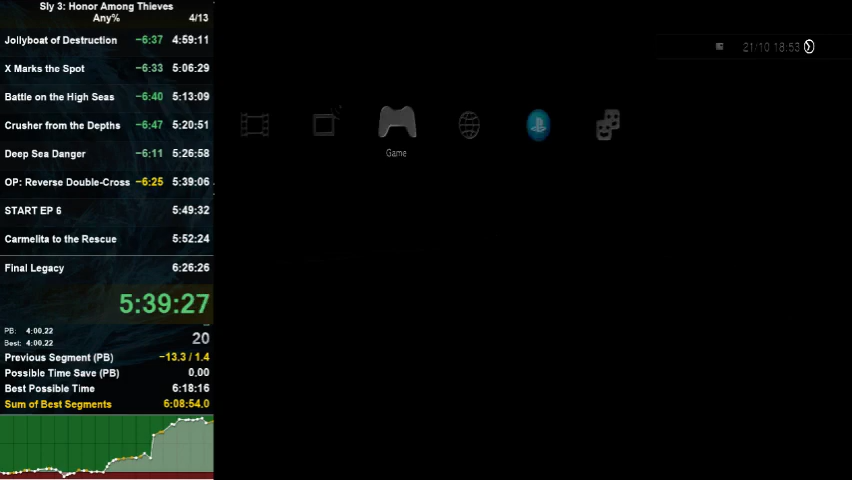 Sly 3: Honor Among Thieves
Any% 4/13
Jollyboat of Destruction −6:37 4:59:11
X Marks the Spot −6:33 5:06:29
Battle on the High Seas −6:40 5:13:09
Crusher from the Depths −6:47 5:20:51
Deep Sea Danger −6:11 5:26:58
OP: Reverse Double-Cross −6:25 5:39:06
START EP 6 5:49:32
Carmelita to the Rescue 5:52:24
Final Legacy 6:26:26
5:39:27
PB: 4:00.22
Best: 4:00.22
20
Previous Segment (PB) −13.3 / 1.4
Possible Time Save (PB) 0.00
Best Possible Time 6:18:16
Sum of Best Segments 6:08:54.0
21/10 18:53
Game